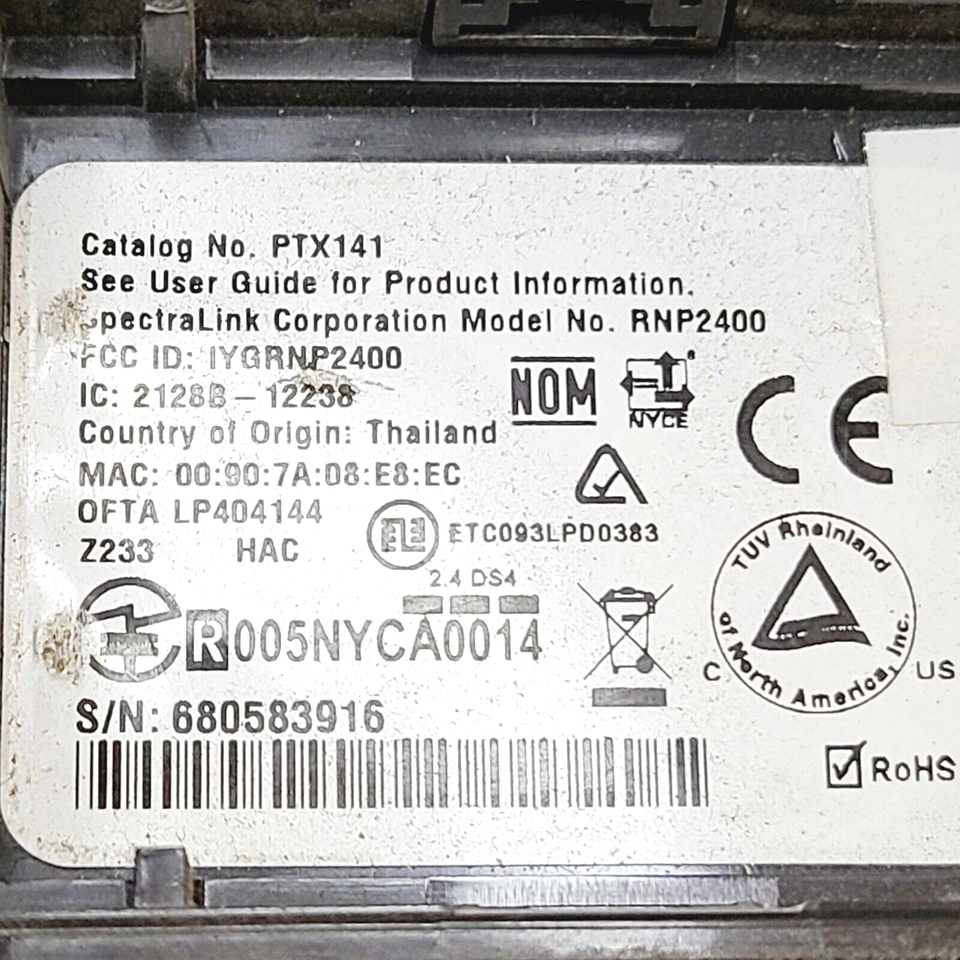 Catalog No. PTX141
See User Guide for Product Information.
SpectraLink Corporation Model No. RNP2400
FCC ID: IYGRNP2400
IC: 2128B - 12238
NOM
NYCE
CE
Country of Origin: Thailand
MAC: 00:90:7A:08:E8:EC
OFTA LP404144
ETC093LPD0383
Z233 HAC
2.4 DS4
R 005NYCA0014
TUV Rheinland
of North America, Inc.
C US
S/N: 680583916
RoHS